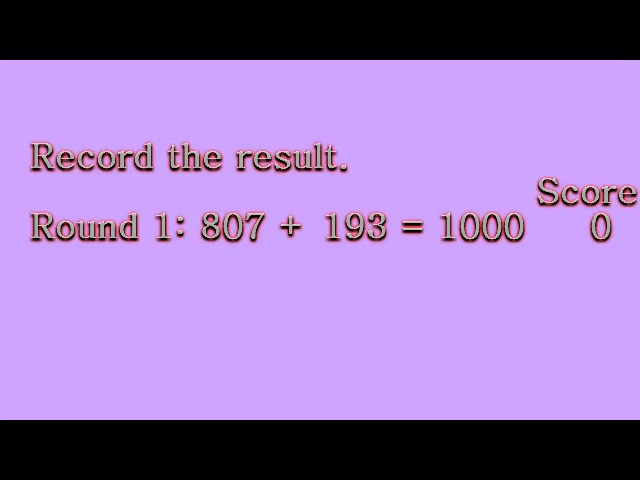 Record the result.
Score
Round 1: 807 + 193 = 1000 0